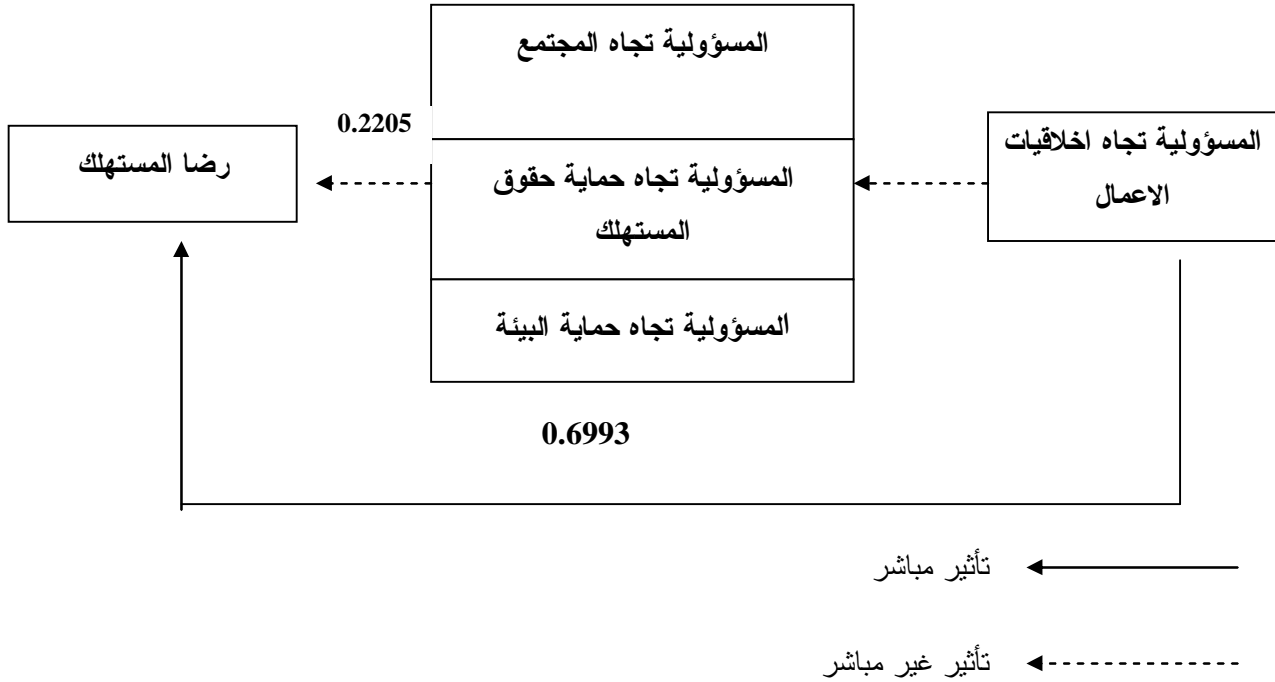 المسؤولية تجاه المجتمع
0.2205
المسؤولية تجاه اخلاقيات
الاعمال
المسؤولية تجاه حماية حقوق
المستهلك
رضا المستهلك
المسؤولية تجاه حماية البيئة
0.6993
تأثير مباشر
تأثير غير مباشر